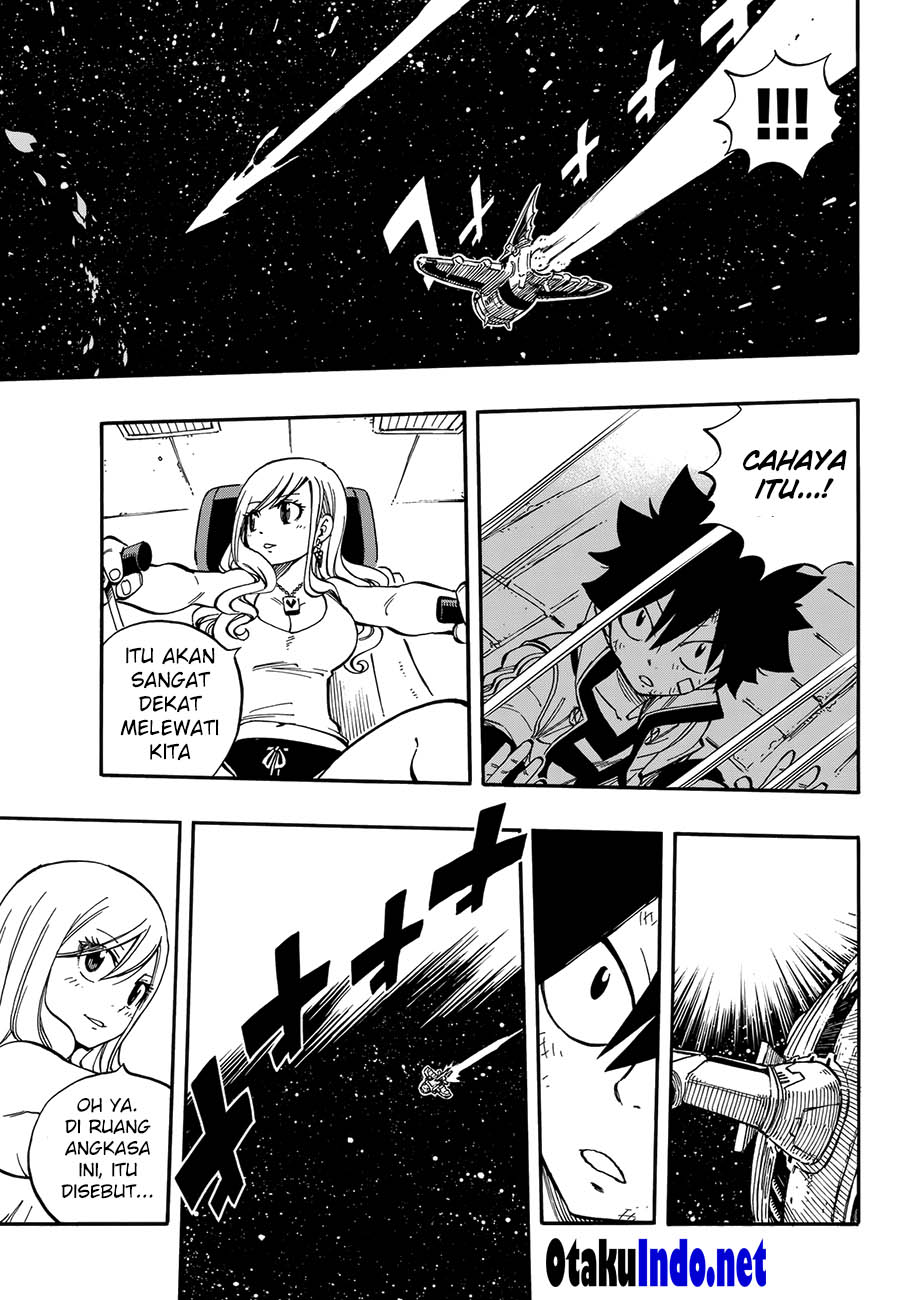 !!!
CAHAYA
ITU...!
ITU AKAN
SANGAT
DEKAT
MELEWATI
KITA
OH YA.
DI RUANG
ANGKASA
INI, ITU
DISEBUT...
OtakuIndo.net